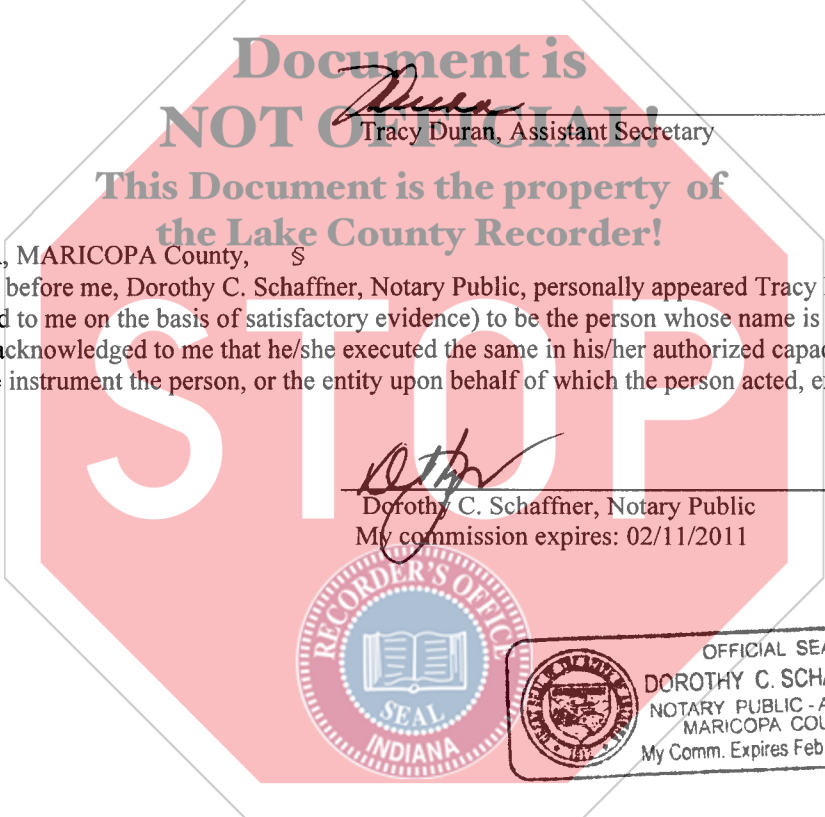 Document is
NOT OFFICIAL!
Tracy Duran, Assistant Secretary
This Document is the property of
the Lake County Recorder!
, MARICOPA County, §
before me, Dorothy C. Schaffner, Notary Public, personally appeared Tracy
d to me on the basis of satisfactory evidence) to be the person whose name is
acknowledged to me that he/she executed the same in his/her authorized capac
instrument the person, or the entity upon behalf of which the person acted, e
STOP
Dorothy C. Schaffner, Notary Public
My commission expires: 02/11/2011
RECORDER'S OFFICE
SEAL
INDIANA
OFFICIAL SEA
DOROTHY C. SCHA
NOTARY PUBLIC - A
MARICOPA COU
My Comm. Expires Feb